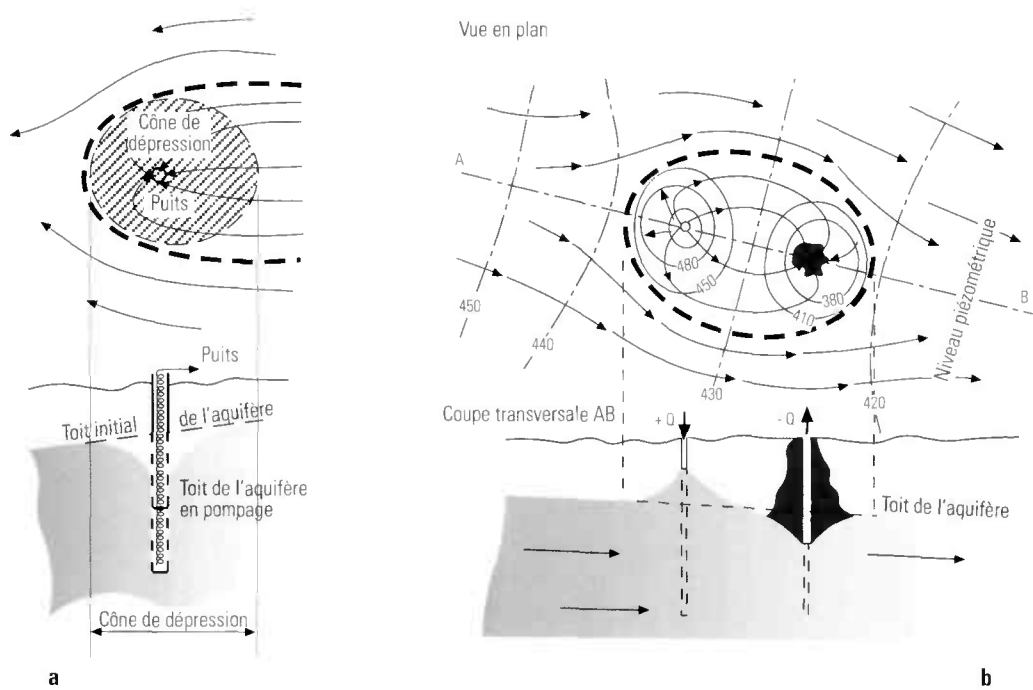 Cône de
dépression
Puits
Puits
Toit initial de l'aquifère
Toit de l'aquifère
en pompage
Cône de dépression
a
Vue en plan
A
480
450
380
410
B
450
440
430
420
Niveau piézométrique
Coupe transversale AB
+ Q
- Q
Toit de l'aquifère
b